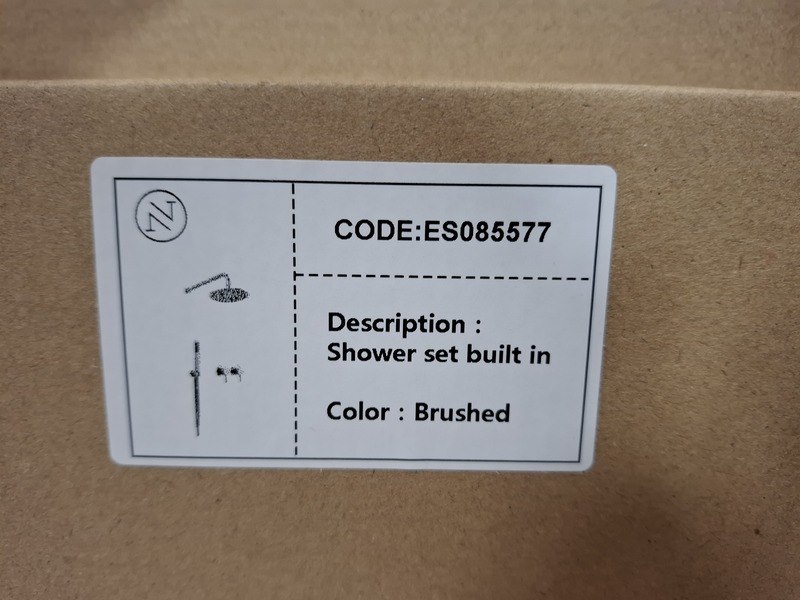 CODE:ES085577
Description :
Shower set built in
Color : Brushed